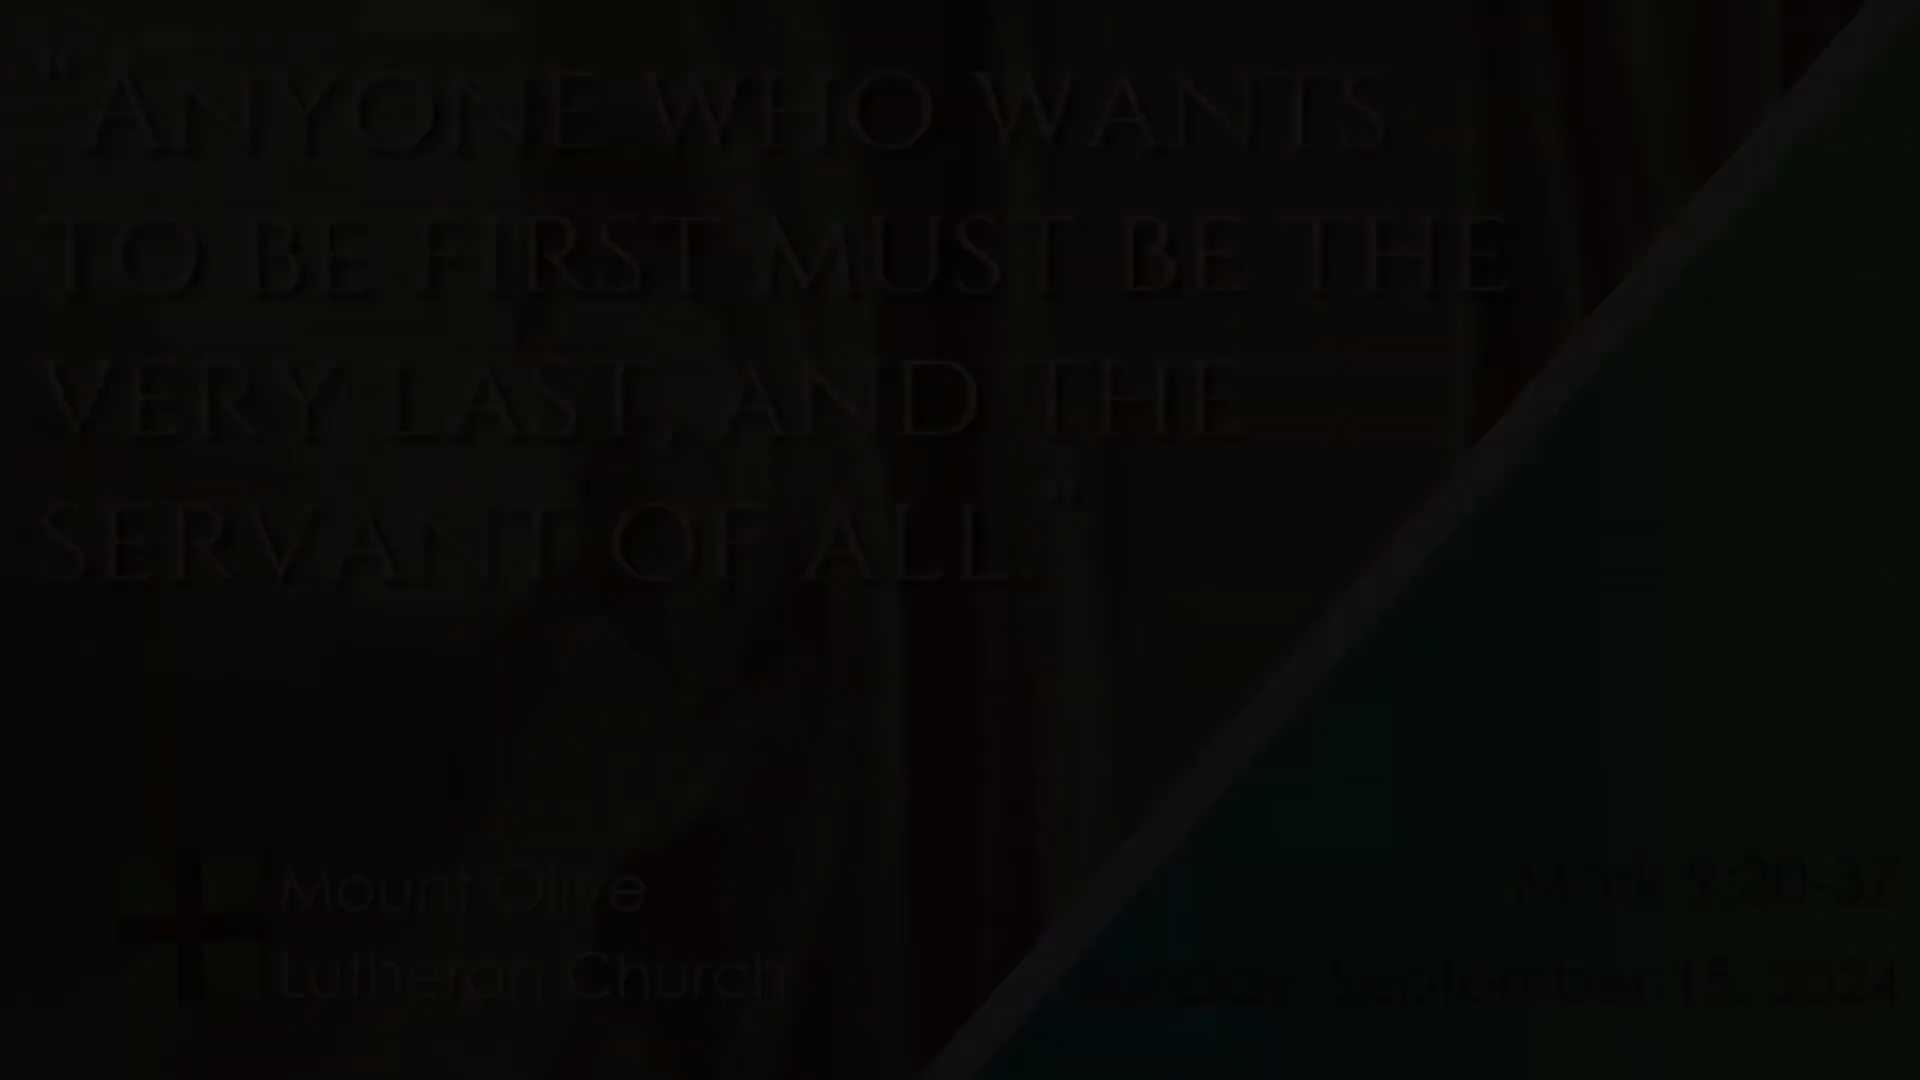 “ANYONE WHO WANTS
TO BE FIRST MUST BE THE
VERY LAST, AND THE
SERVANT OF ALL.”
Mount Olive
Lutheran Church
Mark 9:30-37
Sunday, September 15, 2024